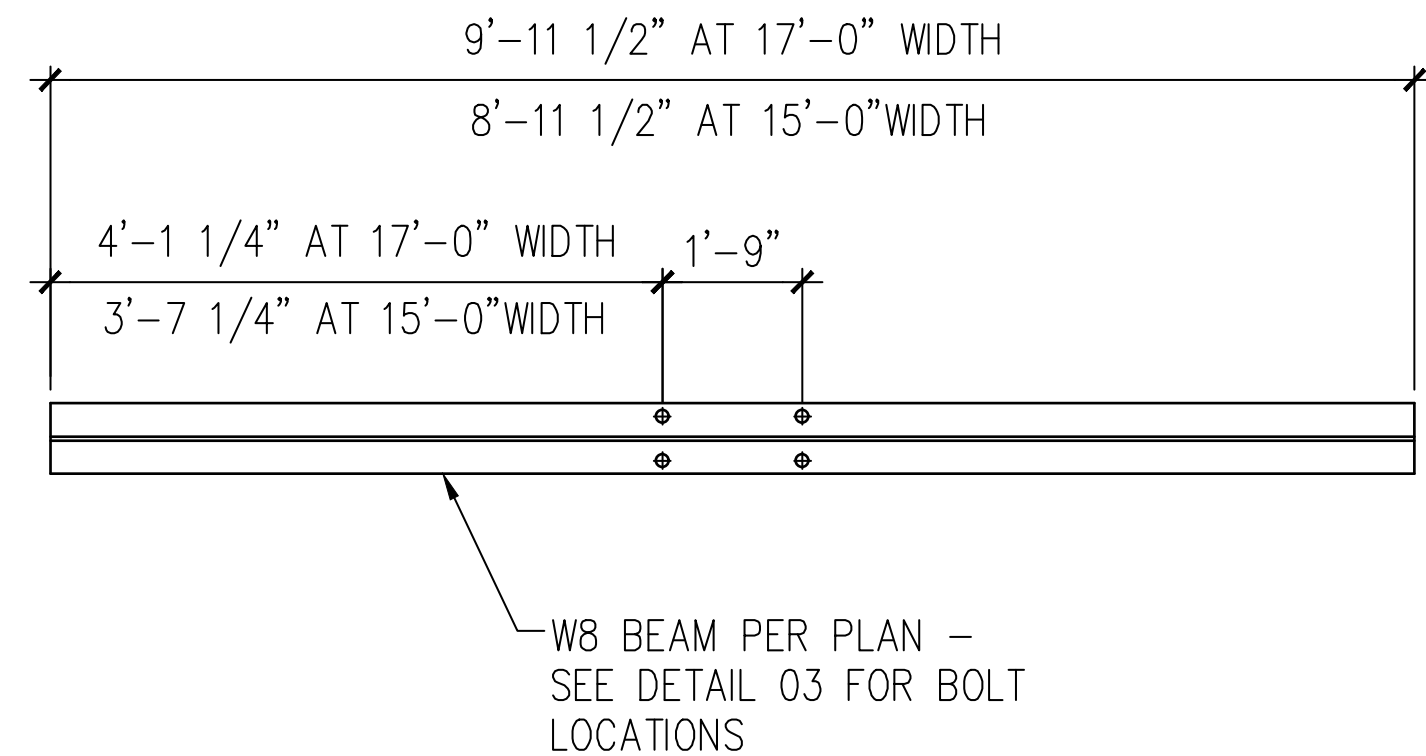 9’-11 1/2” AT 17’-0” WIDTH
8’-11 1/2” AT 15’-0”WIDTH
4’-1 1/4” AT 17’-0” WIDTH
1’-9”
3’-7 1/4” AT 15’-0”WIDTH
W8 BEAM PER PLAN –
SEE DETAIL 03 FOR BOLT
LOCATIONS